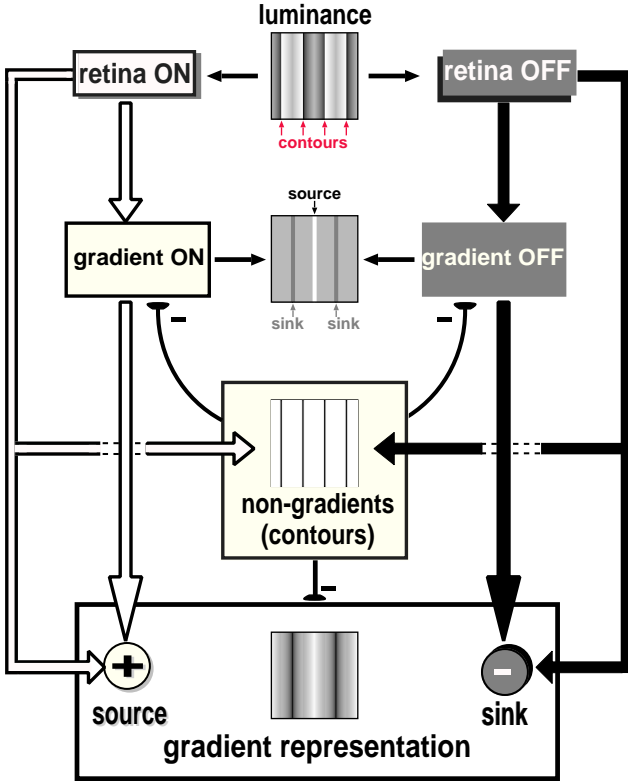 luminance
retina ON
retina OFF
contours
source
gradient ON
gradient OFF
sink sink
-
-
non-gradients
(contours)
-
+
-
source
sink
gradient representation